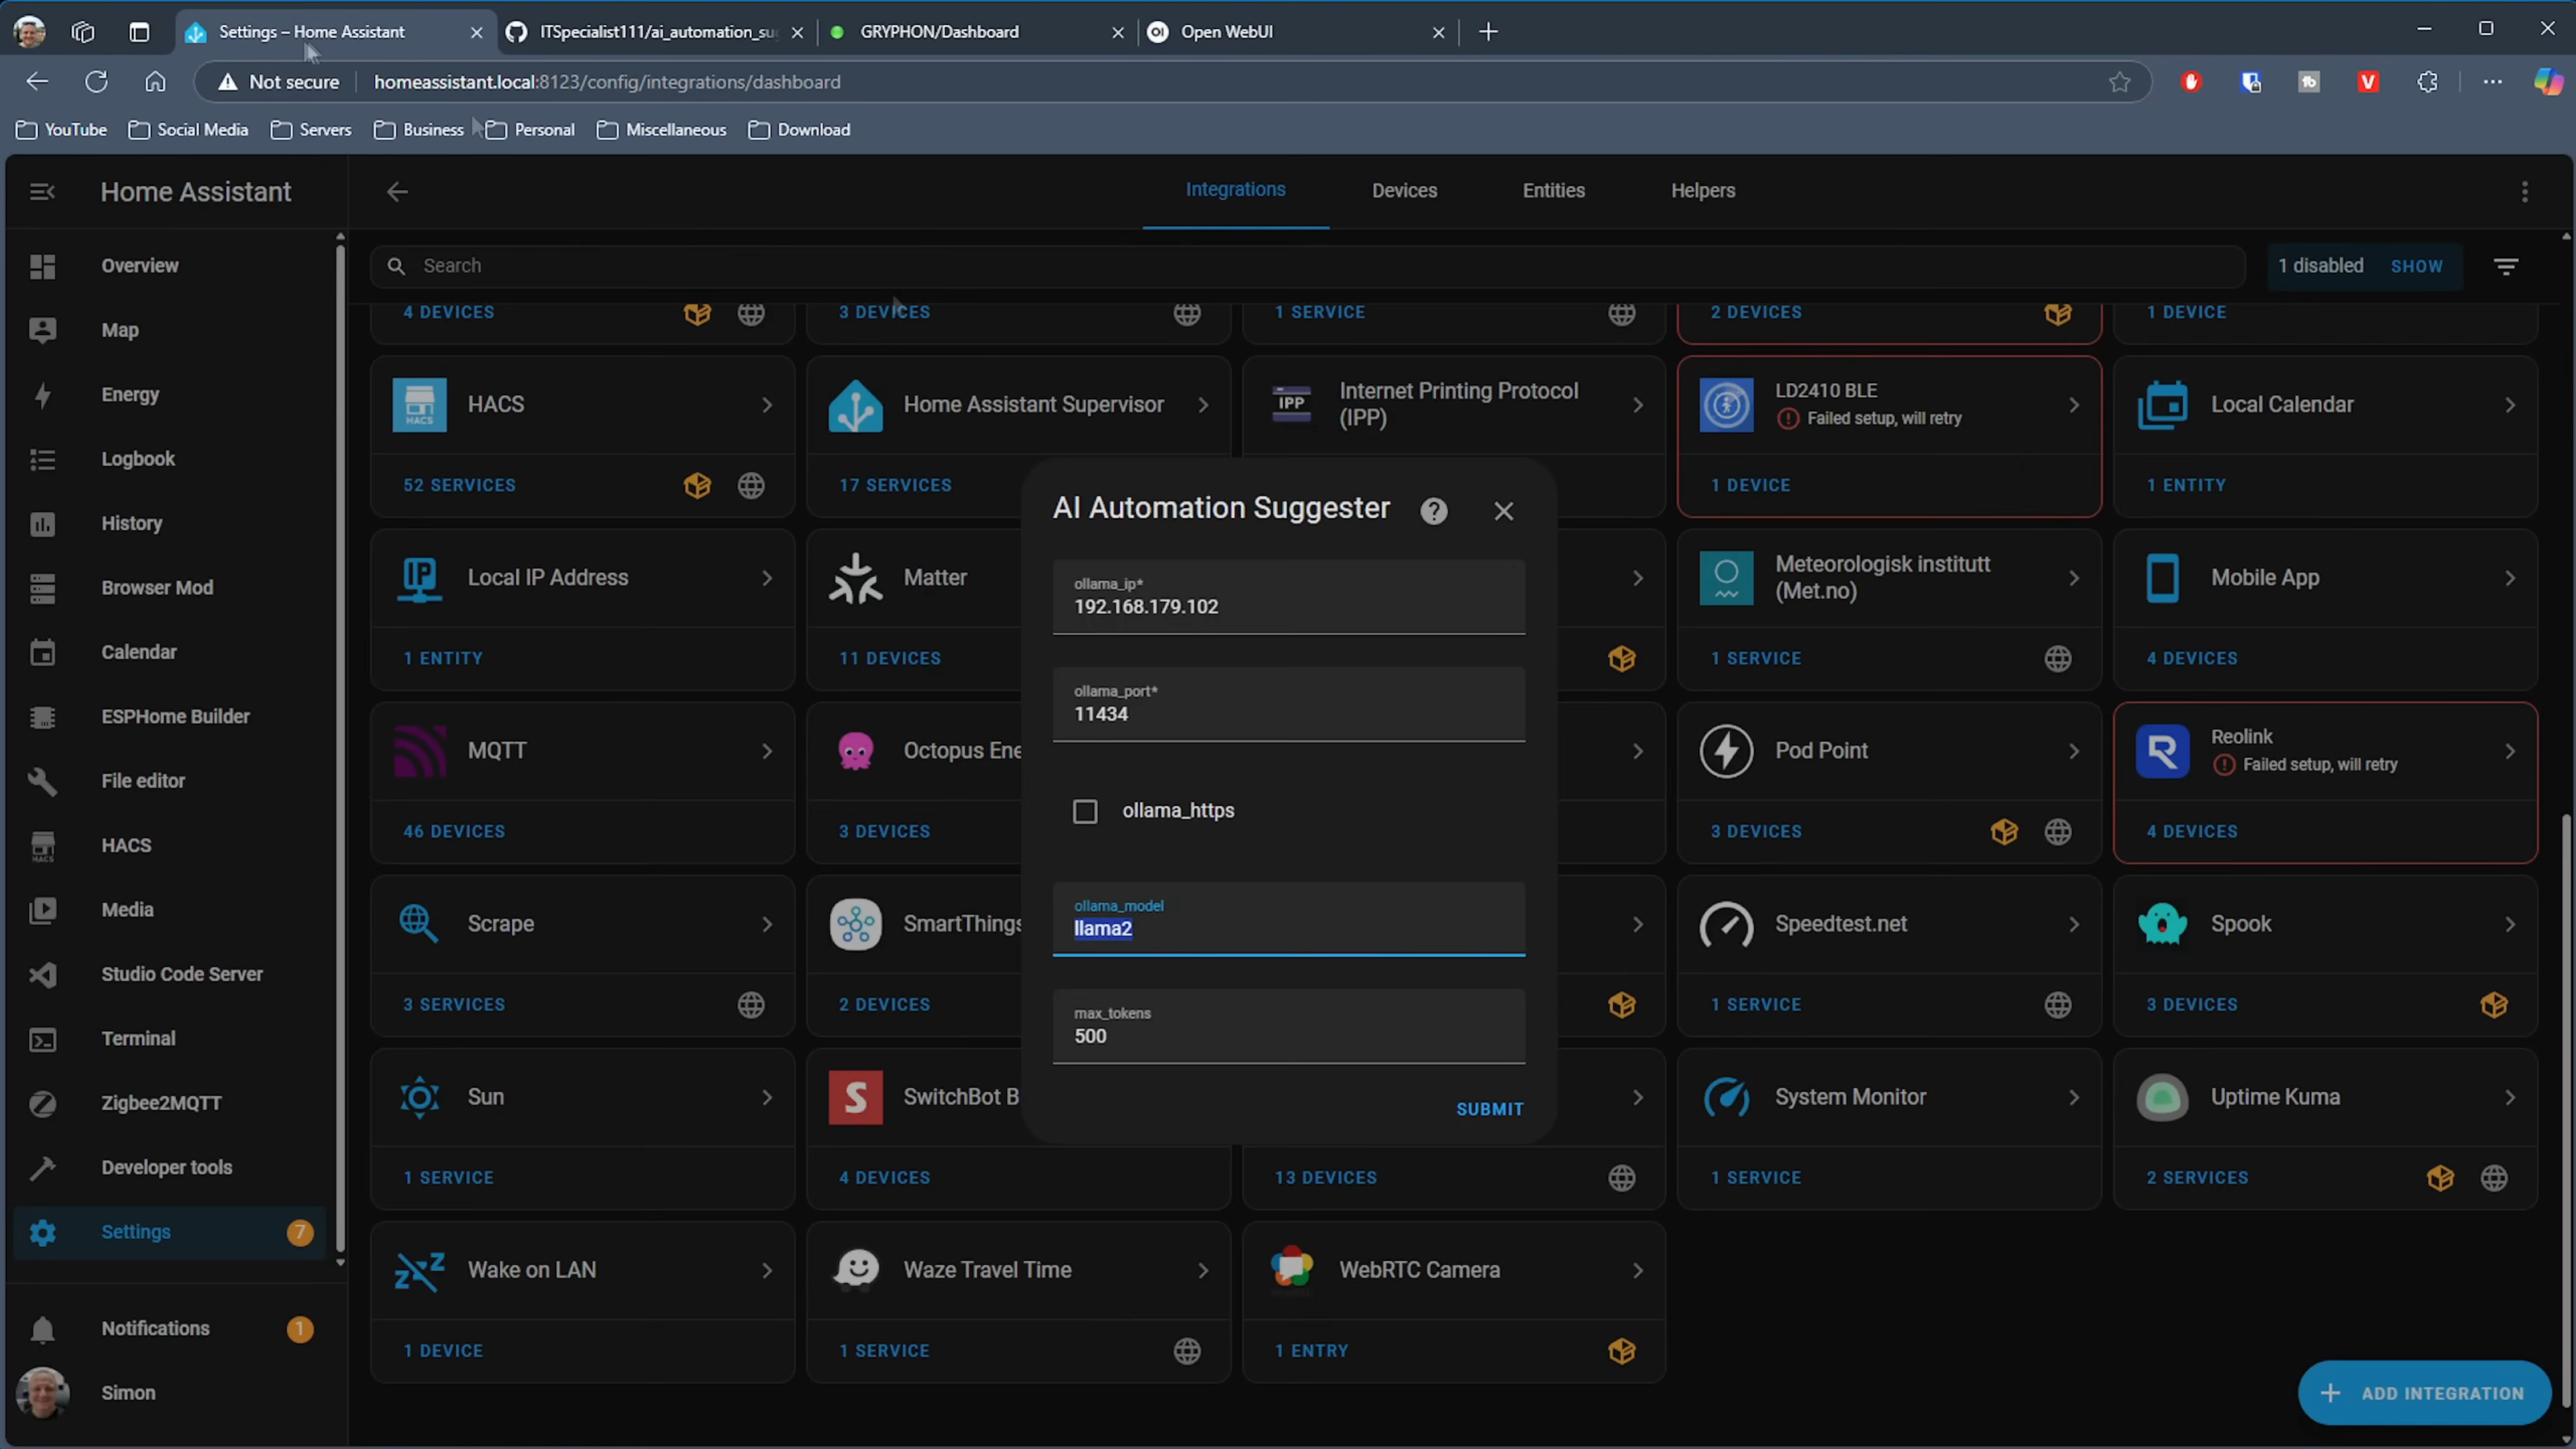 Settings – Home Assistant
ITSpecialist111/ai_automation_su
GRYPHON/Dashboard
Open WebUI
Not secure
homeassistant.local:8123/config/integrations/dashboard
YouTube
Social Media
Servers
Business
Personal
Miscellaneous
Download
Home Assistant
Integrations
Devices
Entities
Helpers
Overview
Map
Energy
Logbook
History
Browser Mod
Calendar
ESPHome Builder
File editor
HACS
HACS
Media
Studio Code Server
Terminal
Zigbee2MQTT
Developer tools
Settings
7
Notifications
1
Simon
Search
1 disabled
SHOW
4 DEVICES
3 DEVICES
1 SERVICE
2 DEVICES
1 DEVICE
HACS
HACS
52 SERVICES
Home Assistant Supervisor
17 SERVICES
IPP
Internet Printing Protocol
(IPP)
LD2410 BLE
Failed setup, will retry
1 DEVICE
Local Calendar
1 ENTITY
IP
Local IP Address
1 ENTITY
Matter
11 DEVICES
Meteorologisk institutt
(Met.no)
1 SERVICE
Mobile App
4 DEVICES
MQTT
46 DEVICES
Octopus Ene
3 DEVICES
Pod Point
3 DEVICES
R
Reolink
Failed setup, will retry
4 DEVICES
Scrape
3 SERVICES
SmartThings
2 DEVICES
Speedtest.net
1 SERVICE
Spook
3 DEVICES
Sun
1 SERVICE
S
SwitchBot B
4 DEVICES
13 DEVICES
System Monitor
1 SERVICE
Uptime Kuma
2 SERVICES
Wake on LAN
1 DEVICE
Waze Travel Time
1 SERVICE
WebRTC Camera
1 ENTRY
ADD INTEGRATION
AI Automation Suggester
ollama_ip*
192.168.179.102
ollama_port*
11434
ollama_https
ollama_model
llama2
max_tokens
500
SUBMIT